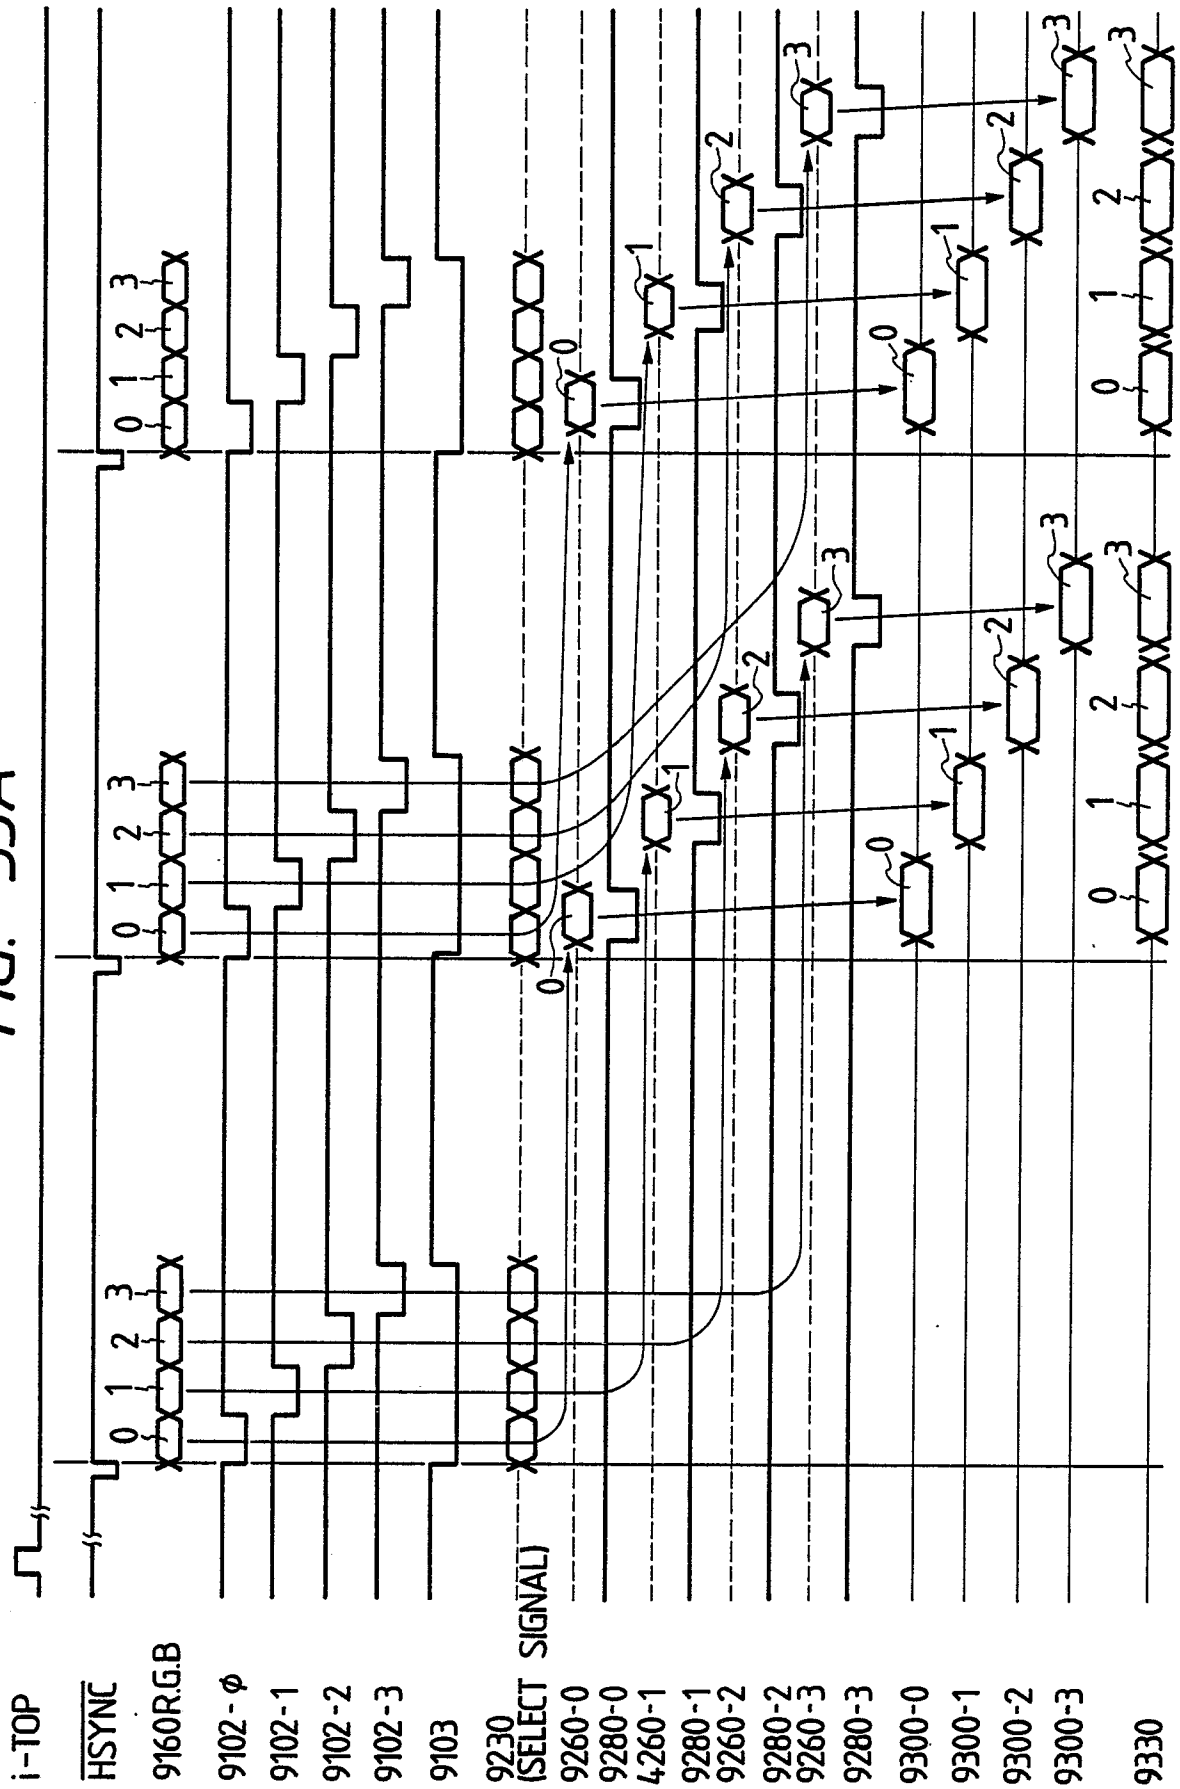 FIG.
i-TOP
HSYNC
9160R.G.B 0 1 2 3 0 1 2 3 0 1 2 3
9102-φ
9102-1
9102-2
9102-3
9103
9230
(SELECT SIGNAL)
9260-0 0 0
9280-0
4260-1 1 1
9280-1
9260-2 2 2
9280-2
9260-3 3 3
9280-3
9300-0 0 0
9300-1 1 1
9300-2 2 2
9300-3 3 3
9330 0 1 2 3 0 1 2 3